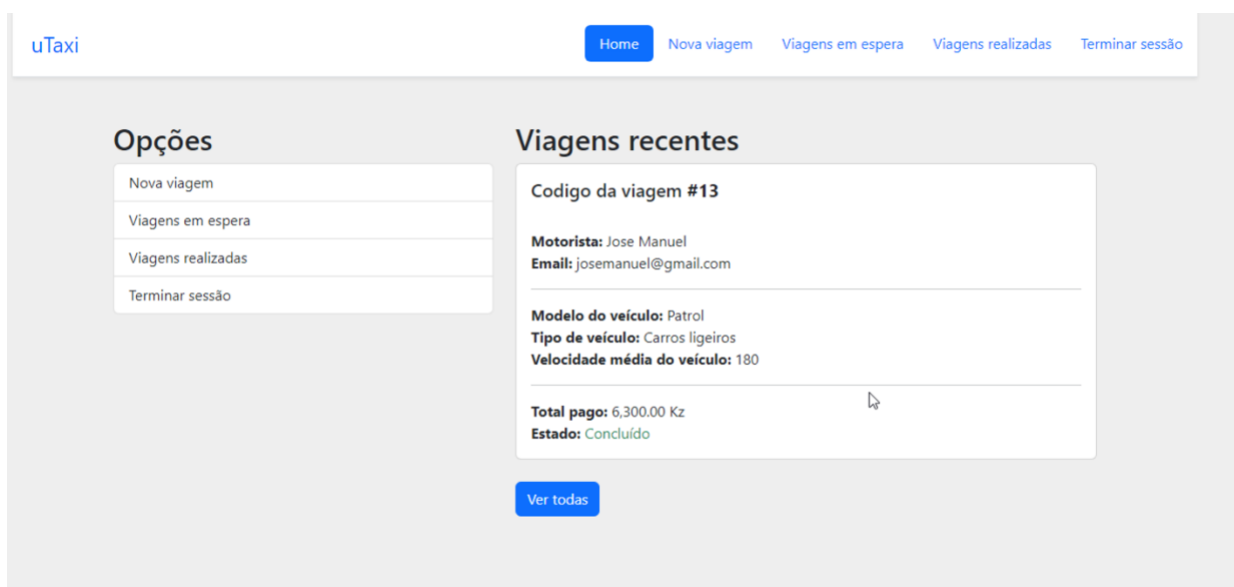 uTaxi
Home Nova viagem Viagens em espera Viagens realizadas Terminar sessão
Opções
Nova viagem
Viagens em espera
Viagens realizadas
Terminar sessão
Viagens recentes
Codigo da viagem #13
Motorista: Jose Manuel
Email: josemanuel@gmail.com
Modelo do veículo: Patrol
Tipo de veículo: Carros ligeiros
Velocidade média do veículo: 180
Total pago: 6,300.00 Kz
Estado: Concluído
Ver todas